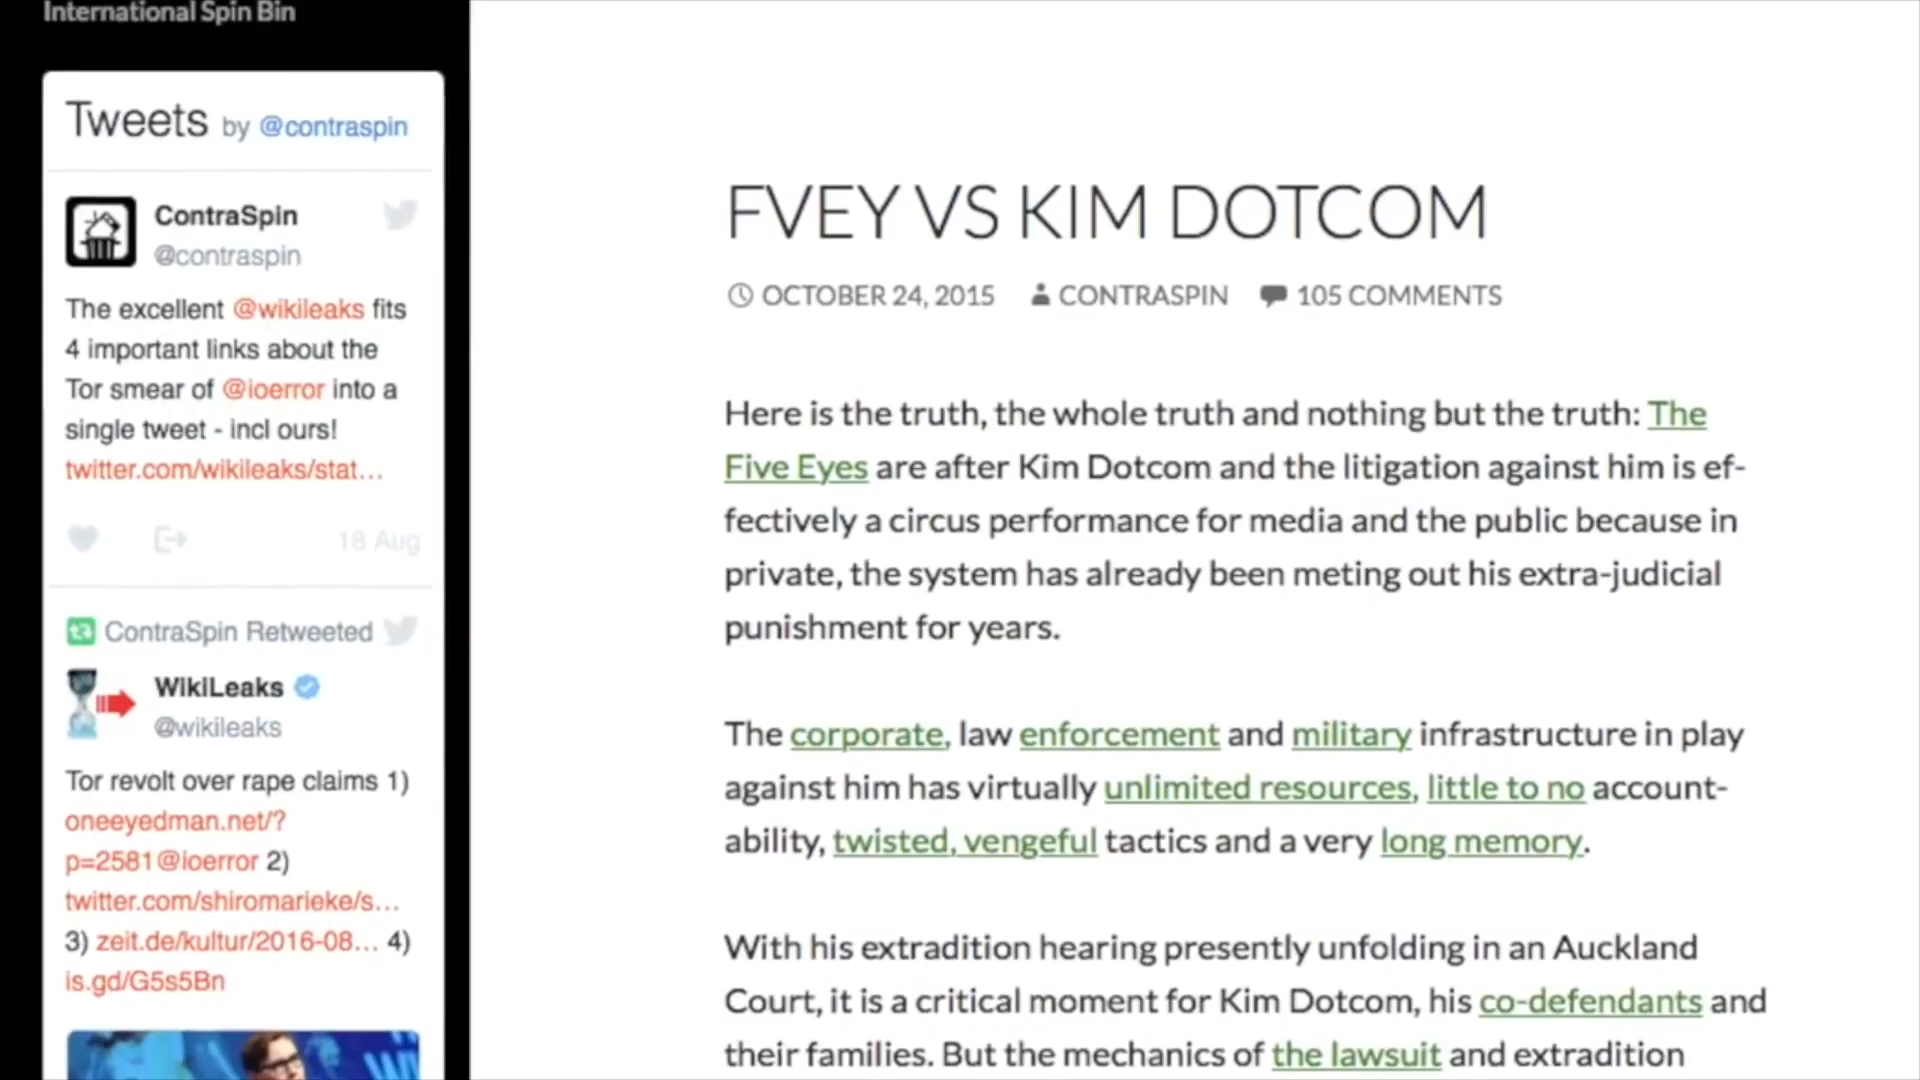 International Spin Bin
Tweets by @contraspin
ContraSpin
@contraspin
The excellent @wikileaks fits
4 important links about the
Tor smear of @ioerror into a
single tweet - incl ours!
twitter.com/wikileaks/stat…
18 Aug
ContraSpin Retweeted
WikiLeaks
@wikileaks
Tor revolt over rape claims 1)
oneeyedman.net/?
p=2581@ioerror 2)
twitter.com/shiromarieke/s…
3) zeit.de/kultur/2016-08… 4)
is.gd/G5s5Bn
FVEY VS KIM DOTCOM
OCTOBER 24, 2015 CONTRASPIN 105 COMMENTS
Here is the truth, the whole truth and nothing but the truth: The
Five Eyes are after Kim Dotcom and the litigation against him is ef-
fectively a circus performance for media and the public because in
private, the system has already been meting out his extra-judicial
punishment for years.
The corporate, law enforcement and military infrastructure in play
against him has virtually unlimited resources, little to no account-
ability, twisted, vengeful tactics and a very long memory.
With his extradition hearing presently unfolding in an Auckland
Court, it is a critical moment for Kim Dotcom, his co-defendants and
their families. But the mechanics of the lawsuit and extradition